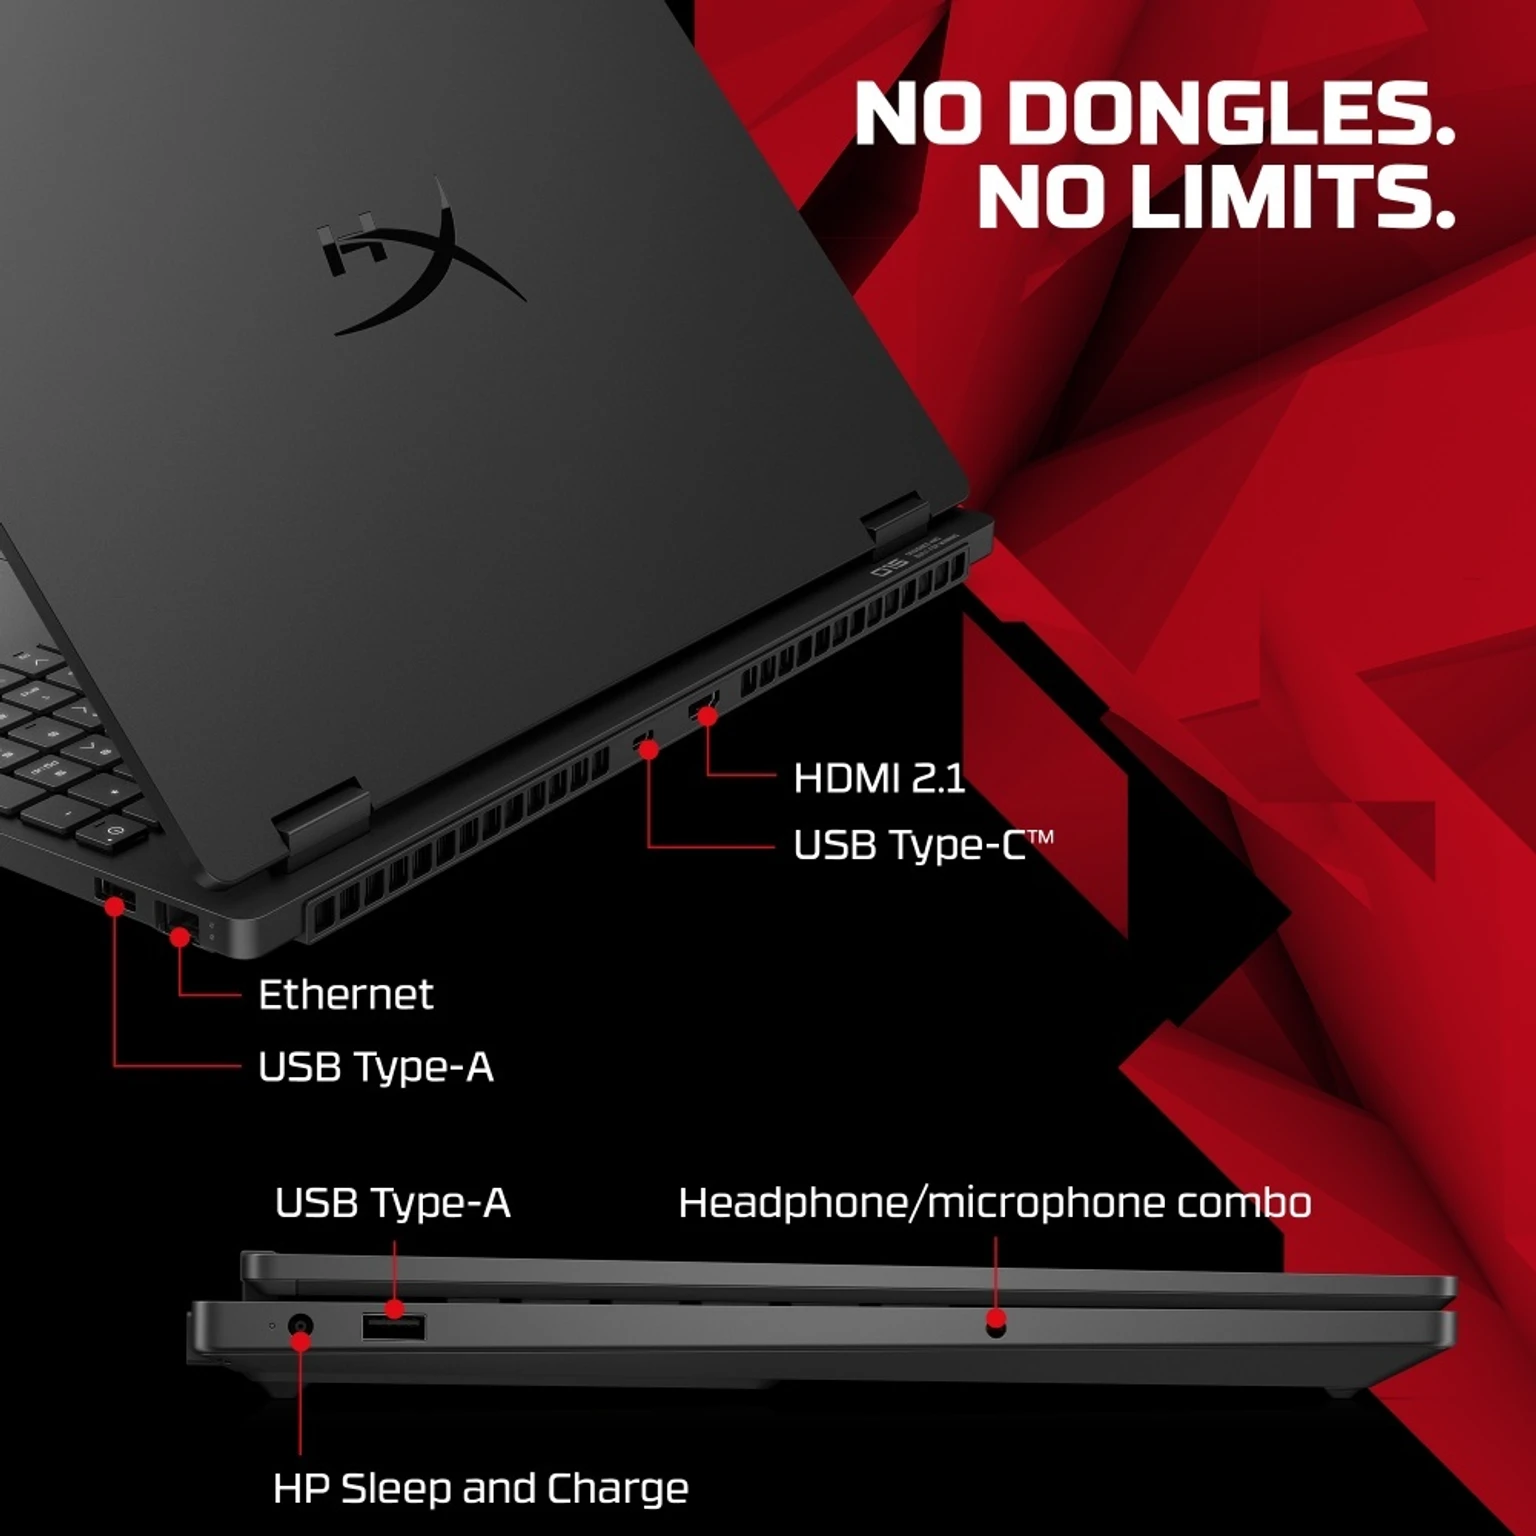 NO DONGLES.
NO LIMITS.
HX
HDMI 2.1
USB Type-C™
Ethernet
USB Type-A
USB Type-A
Headphone/microphone combo
HP Sleep and Charge